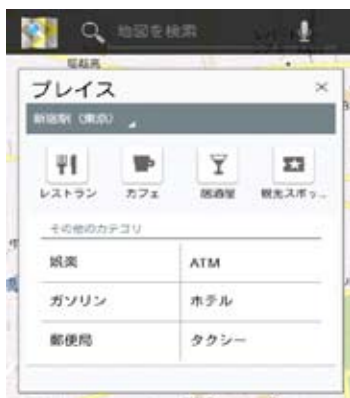 地図を検索
プレイス
新宿駅（東京）
レストラン カフェ 居酒屋 観光スポッ...
その他のカテゴリ
娯楽 ATM
ガソリン ホテル
郵便局 タクシー